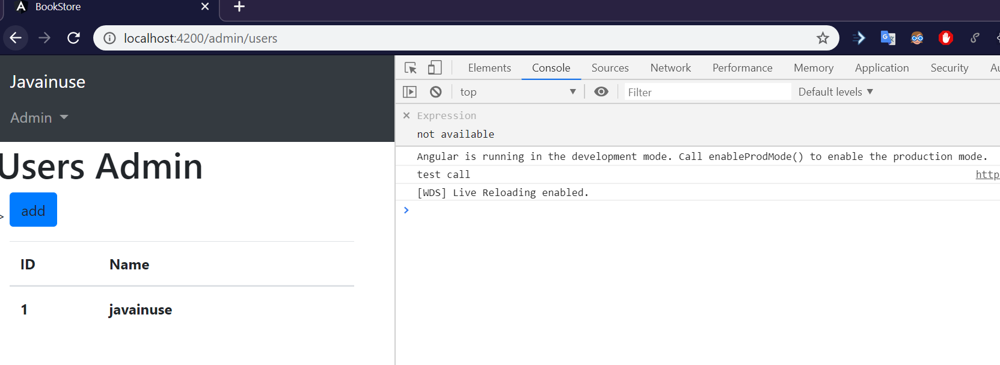 BookStore
localhost:4200/admin/users
Javainuse
Admin
Users Admin
> add
ID Name
1 javainuse
Elements Console Sources Network Performance Memory Application Security Au
top Filter Default levels
Expression
not available
Angular is running in the development mode. Call enableProdMode() to enable the production mode.
test call http
[WDS] Live Reloading enabled.
>